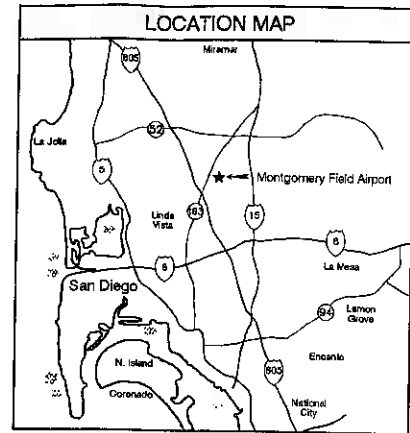 LOCATION MAP
Miramar
805
52
La Jolla
5
Montgomery Field Airport
Linda
Vista
163
15
8
La Mesa
8
San Diego
94
Lemon
Grove
N. Island
Encanto
805
Coronado
National
City